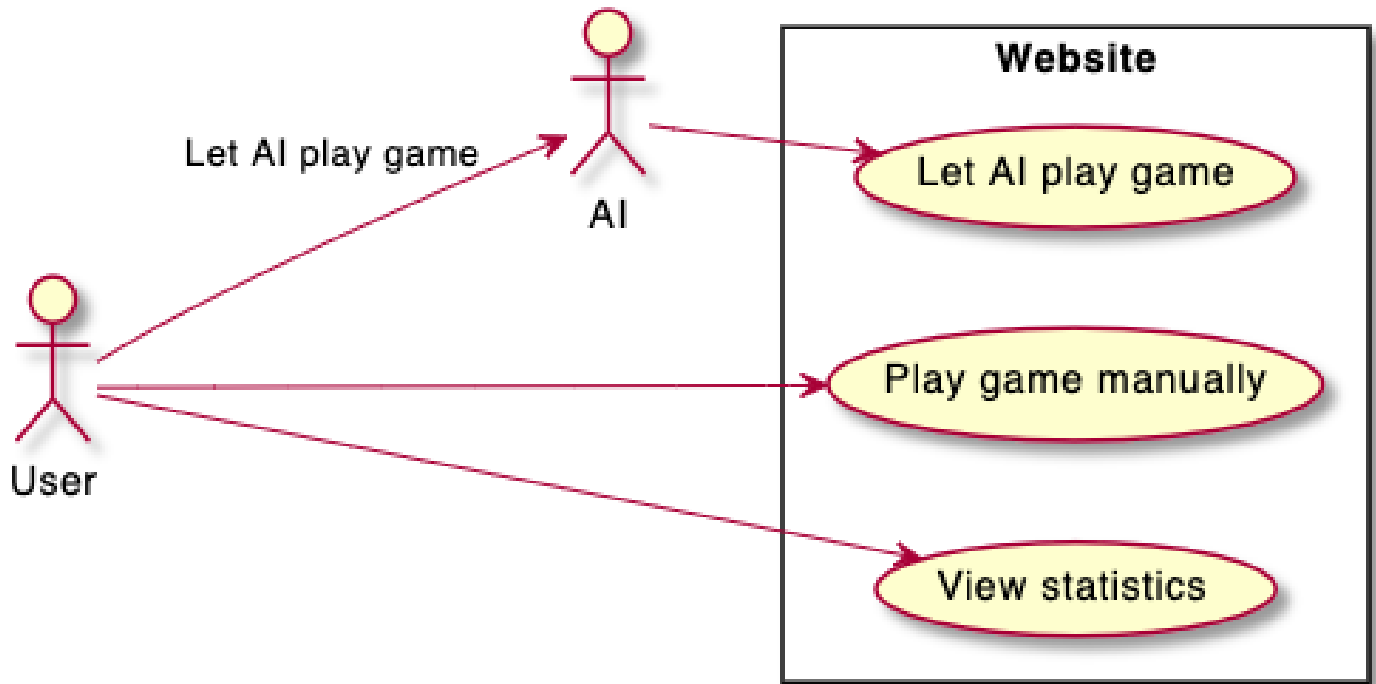 Website
Let AI play game
Let AI play game
AI
Play game manually
User
View statistics